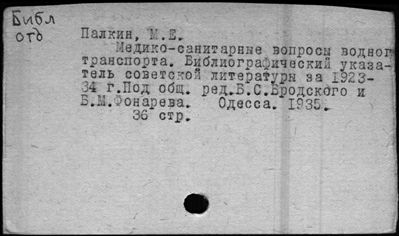 Библ
отд
Палкин, М.Е.
Медико-санитарные вопросы водног
транспорта. Библиографический указа-
тель советской литературы за 1923-
34 г.Под общ. ред.В.С.Бродского и
Б.М.Фонарева. Одесса. 1935.
36 стр.